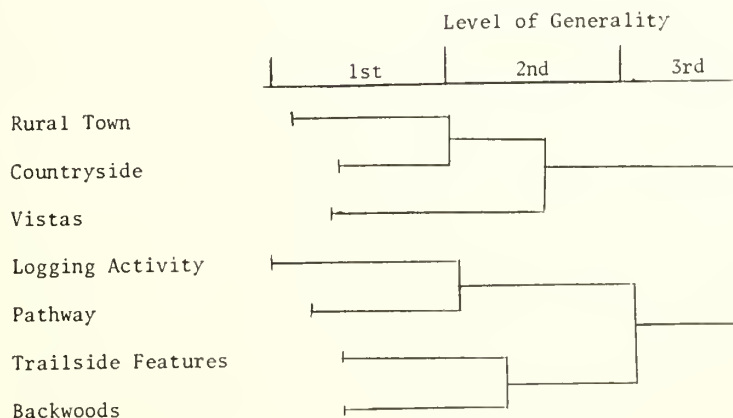 Level of Generality
1st 2nd 3rd
Rural Town
Countryside
Vistas
Logging Activity
Pathway
Trailside Features
Backwoods